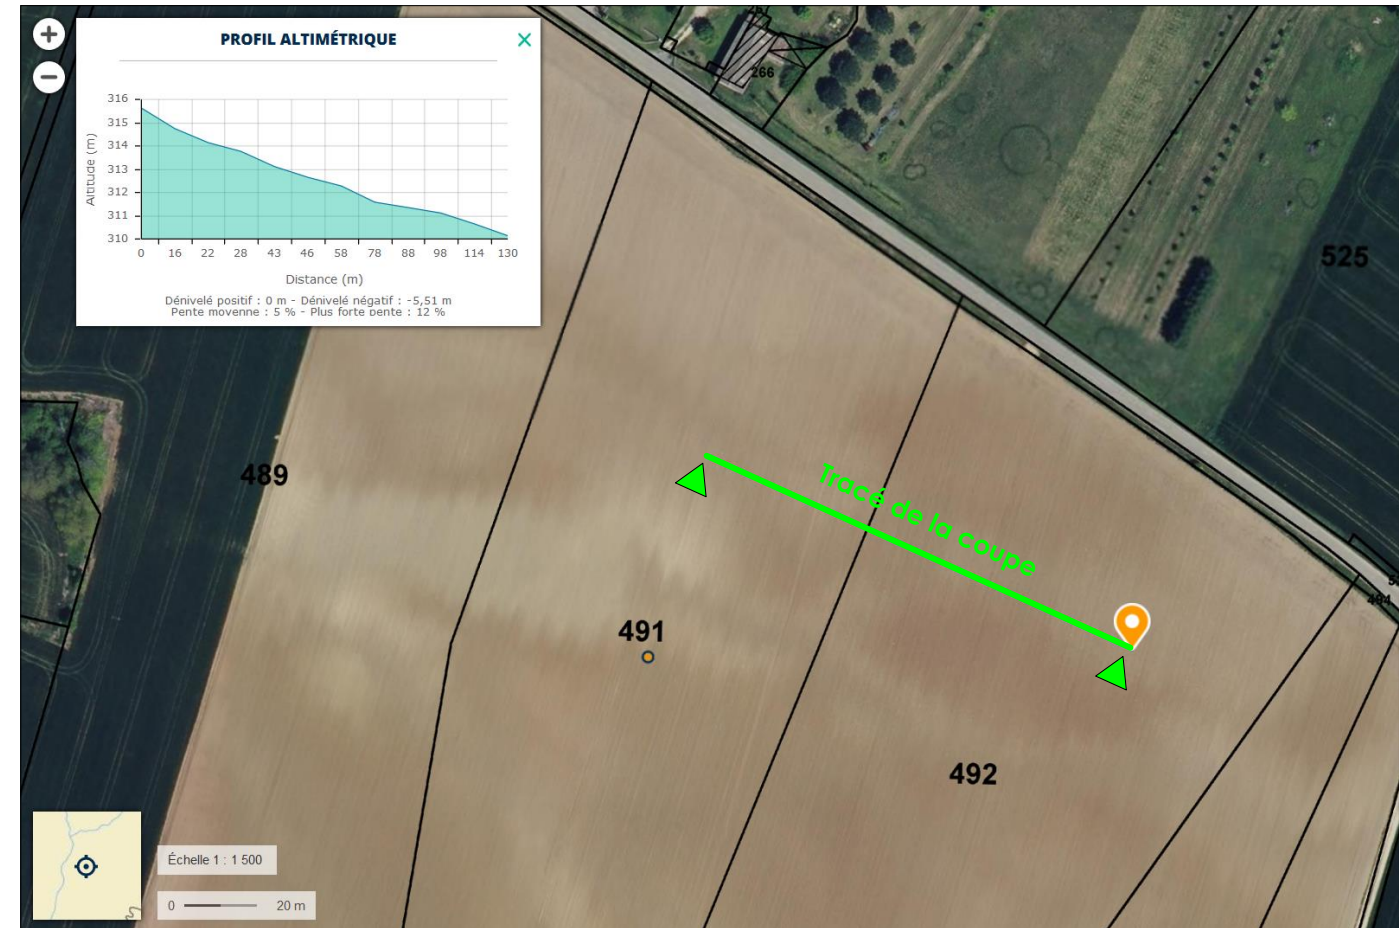 PROFIL ALTIMÉTRIQUE
316
315
314
313
312
311
310
Altitude (m)
0 16 22 28 43 46 58 78 88 98 114 130
Distance (m)
Dénivelé positif : 0 m - Dénivelé négatif : -5,51 m
Pente moyenne : 5 % - Plus forte pente : 12 %
266
525
489
Tracé de la coupe
491
494
492
Échelle 1 : 1 500
0 20 m